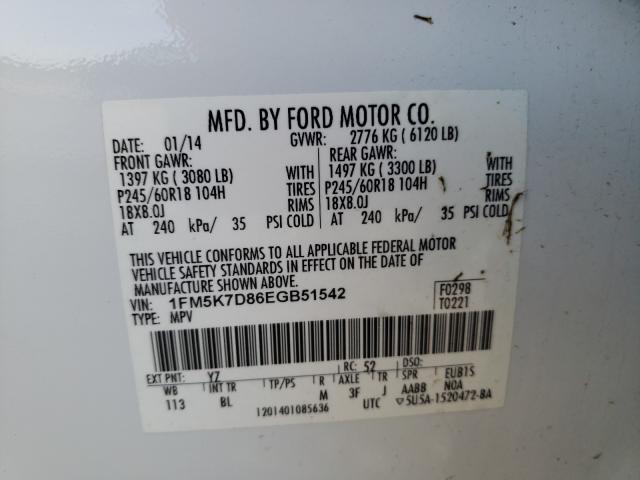 MFD. BY FORD MOTOR CO.
DATE: 01/14 GVWR: 2776 KG ( 6120 LB)
FRONT GAWR: REAR GAWR:
1397 KG ( 3080 LB) WITH 1497 KG ( 3300 LB) WITH
P245/60R18 104H TIRES P245/60R18 104H TIRES
18X8.0J RIMS 18X8.0J RIMS
AT 240 kPa/ 35 PSI COLD AT 240 kPa/ 35 PSI COLD
THIS VEHICLE CONFORMS TO ALL APPLICABLE FEDERAL MOTOR
VEHICLE SAFETY STANDARDS IN EFFECT ON THE DATE OF
MANUFACTURE SHOWN ABOVE.
VIN: 1FM5K7D86EGB51542 F0298
TYPE: MPV T0221
EXT PNT: YZ RC: 52 DSO:
WB INT TR TP/PS R AXLE TR SPR EUB1S
113 BL M 3F J AABB NOA
1201401085636 UTC ▽5U5A-1520472-BA